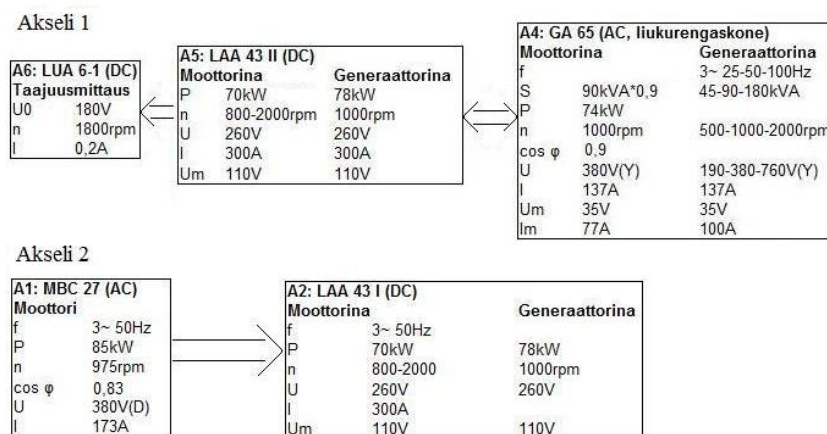 Akseli 1
A6: LUA 6-1 (DC)
Taajuusmittaus
U0 180V
n 1800rpm
I 0,2A
A5: LAA 43 II (DC)
Moottorina Generaattorina
P 70kW 78kW
n 800-2000rpm 1000rpm
U 260V 260V
I 300A 300A
Um 110V 110V
A4: GA 65 (AC, liukurengaskone)
Moottorina Generaattorina
f 3~ 25-50-100Hz
S 90kVA*0,9 45-90-180kVA
P 74kW
n 1000rpm 500-1000-2000rpm
cos φ 0,9
U 380V(Y) 190-380-760V(Y)
I 137A 137A
Um 35V 35V
Im 77A 100A
Akseli 2
A1: MBC 27 (AC)
Moottori
f 3~ 50Hz
P 85kW
n 975rpm
cos φ 0,83
U 380V(D)
I 173A
A2: LAA 43 I (DC)
Moottorina Generaattorina
f 3~ 50Hz
P 70kW 78kW
n 800-2000 1000rpm
U 260V 260V
I 300A
Um 110V 110V